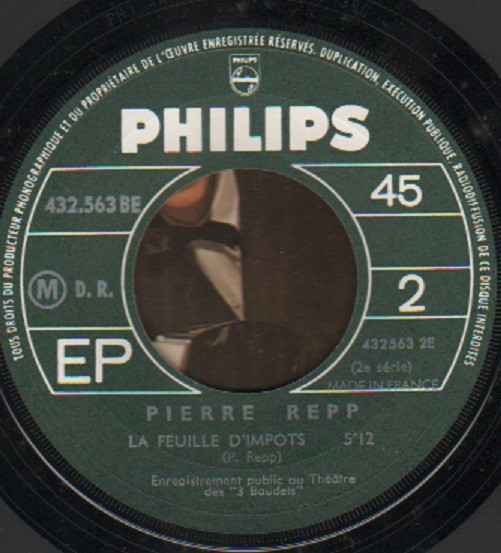 TOUS DROITS DU PRODUCTEUR PHONOGRAPHIQUE ET DU PROPRIÉTAIRE DE L'ŒUVRE ENREGISTRÉE RÉSERVÉS. DUPLICATION, EXÉCUTION PUBLIQUE, RADIODIFFUSION DE CE DISQUE INTERDITES
PHILIPS
PHILIPS
432.563 BE
45
M D. R.
2
EP
432563 2E
(2e série)
MADE IN FRANCE
PIERRE REPP
LA FEUILLE D'IMPOTS 5'12
(P. Repp)
Enregistrement public au Théâtre
des "3 Baudets"